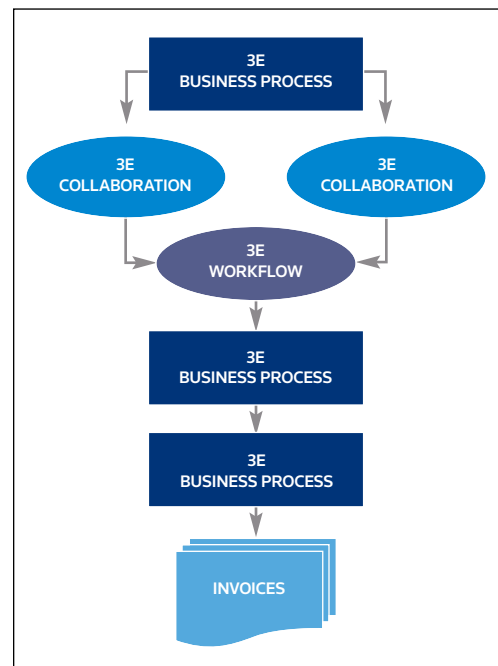 3E
BUSINESS PROCESS
3E
COLLABORATION
3E
COLLABORATION
3E
WORKFLOW
3E
BUSINESS PROCESS
3E
BUSINESS PROCESS
INVOICES